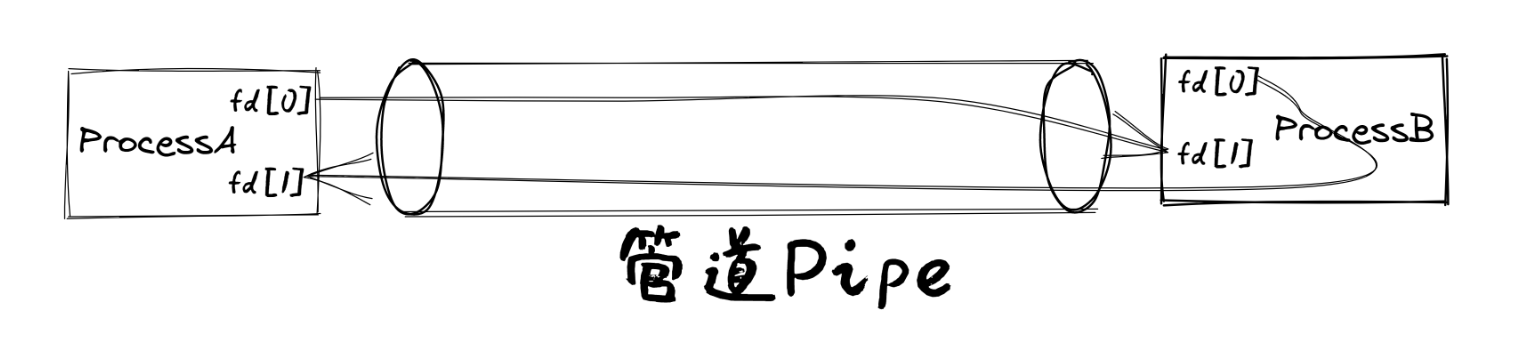 fd[0]
ProcessA
fd[1]
fd[0]
ProcessB
fd[1]
管道Pipe